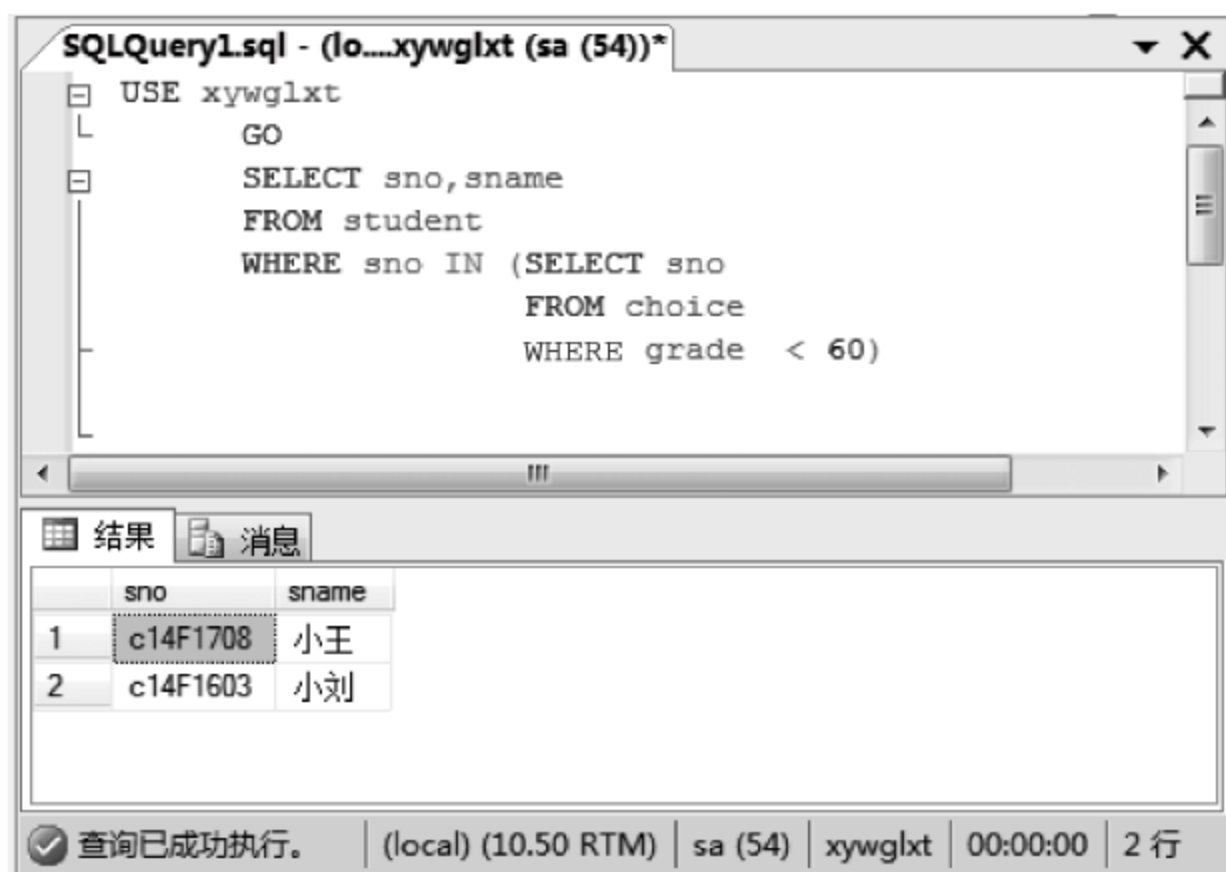 SQLQuery1.sql - (lo....xywglxt (sa (54))*
USE xywglxt
GO
SELECT sno,sname
FROM student
WHERE sno IN (SELECT sno
FROM choice
WHERE grade < 60)
结果 消息
sno sname
1 c14F1708 小王
2 c14F1603 小刘
查询已成功执行。 (local) (10.50 RTM) sa (54) xywglxt 00:00:00 2 行